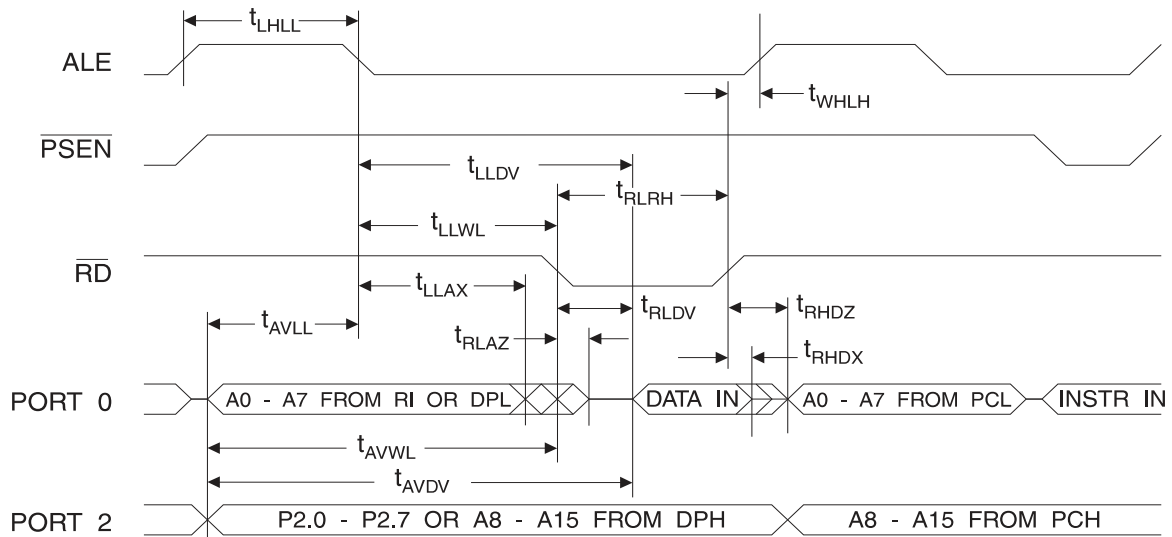 tLHLL
ALE
tWHLH
PSEN
tLLDV
tRLRH
tLLWL
RD
tLLAX
tRLDV
tRHDZ
tAVLL
tRLAZ
tRHDX
PORT 0
A0 - A7 FROM RI OR DPL
DATA IN
A0 - A7 FROM PCL
INSTR IN
tAVWL
tAVDV
PORT 2
P2.0 - P2.7 OR A8 - A15 FROM DPH
A8 - A15 FROM PCH